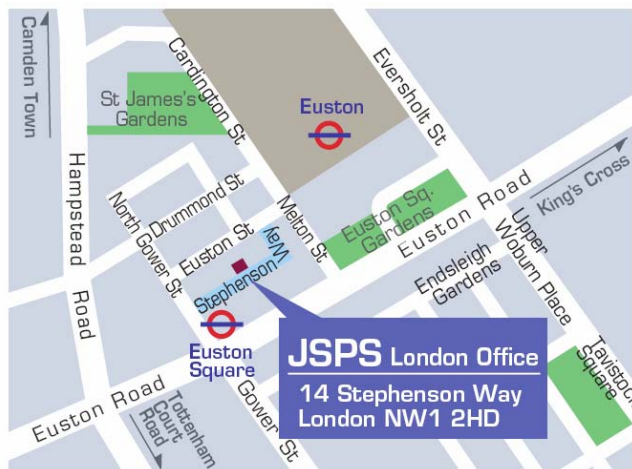 Camden Town
Hampstead
Road
Cardington St
Eversholt St
St James's
Gardens
Euston
Drummond St
North Gower St
Euston St
Melton St
Euston Sq.
Gardens
Euston Road
King's Cross
Upper
Woburn Place
Way
Stephenson
Endsleigh
Gardens
Tavistock
Square
Euston
Square
JSPS London Office
14 Stephenson Way
London NW1 2HD
Euston Road
Tottenham
Court
Road
Gower St